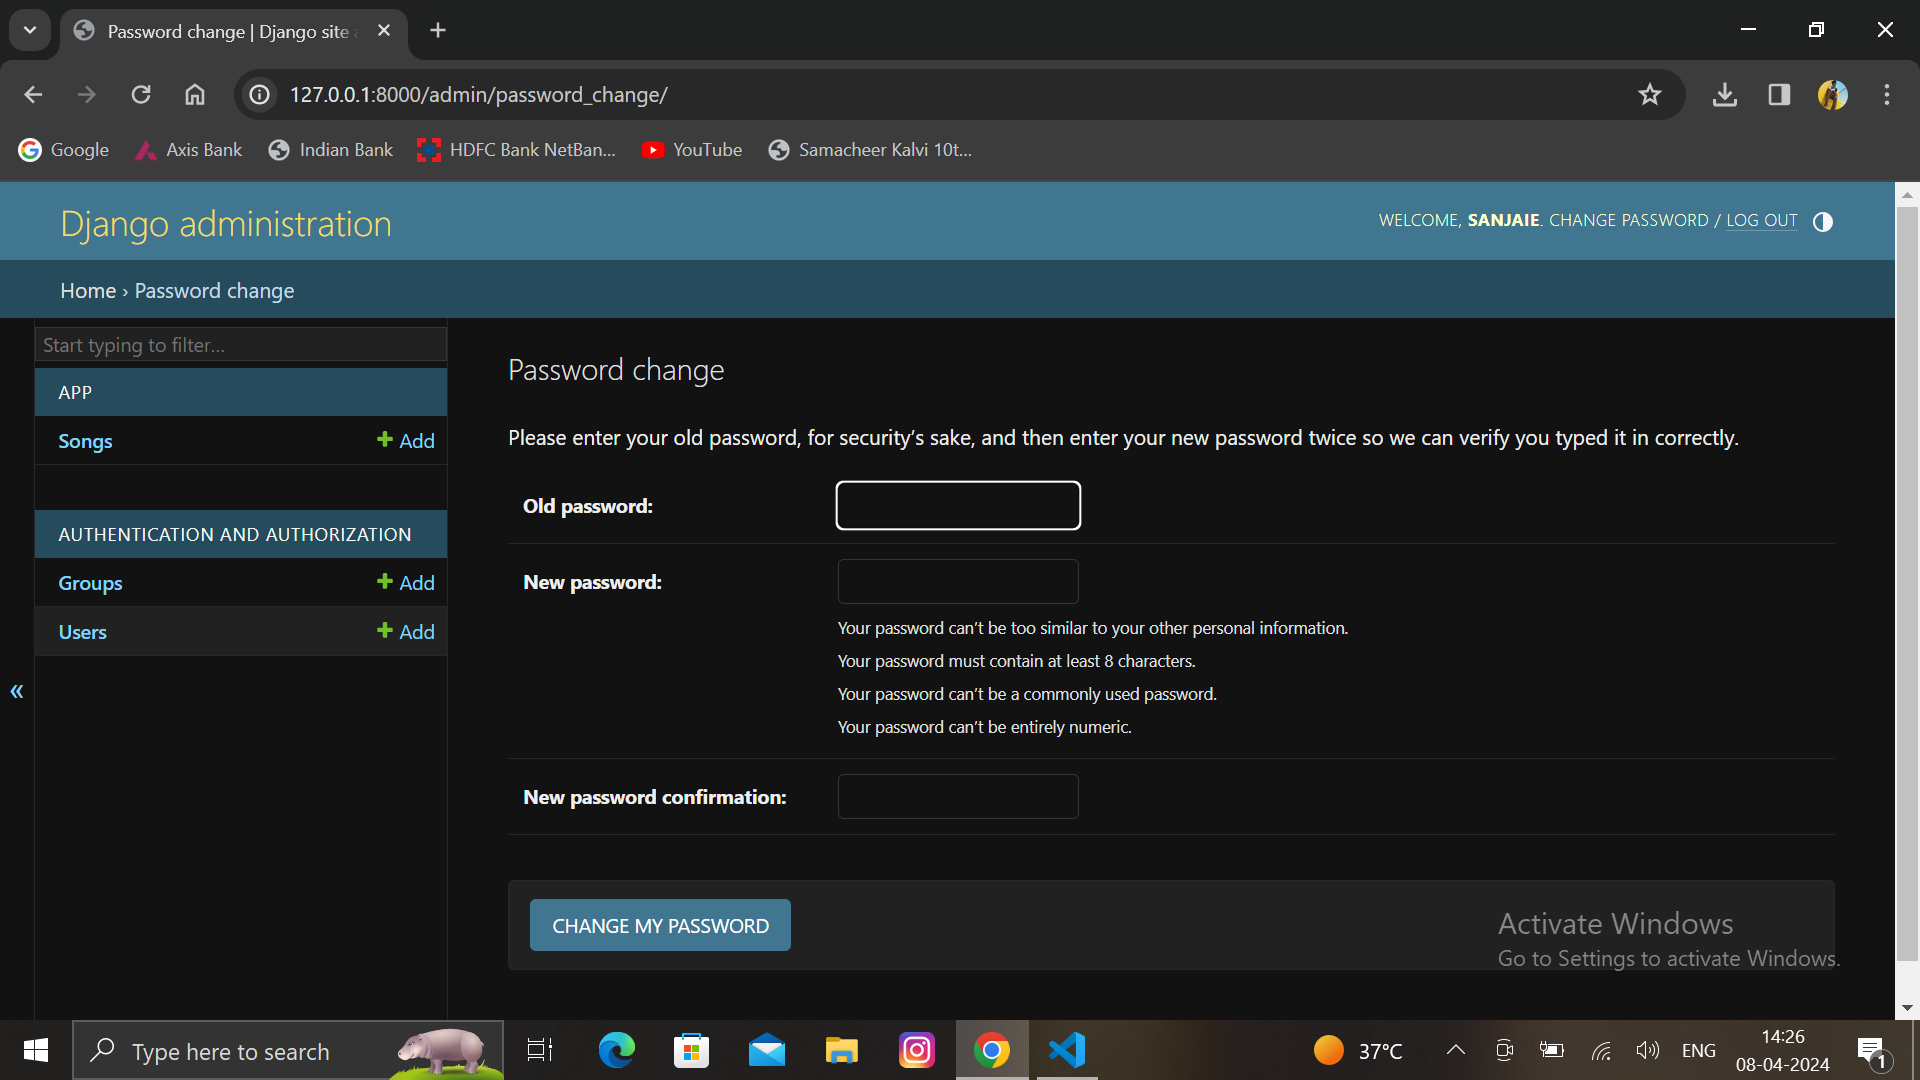 Password change | Django site a
127.0.0.1:8000/admin/password_change/
Google
Axis Bank
Indian Bank
HDFC Bank NetBan...
YouTube
Samacheer Kalvi 10t...
Django administration
WELCOME, SANJAIE. CHANGE PASSWORD / LOG OUT
Home › Password change
Start typing to filter...
APP
Songs
Add
AUTHENTICATION AND AUTHORIZATION
Groups
Add
Users
Add
«
Password change
Please enter your old password, for security’s sake, and then enter your new password twice so we can verify you typed it in correctly.
Old password:
New password:
Your password can’t be too similar to your other personal information.
Your password must contain at least 8 characters.
Your password can’t be a commonly used password.
Your password can’t be entirely numeric.
New password confirmation:
CHANGE MY PASSWORD
Activate Windows
Go to Settings to activate Windows.
Type here to search
37°C
ENG
14:26
08-04-2024
1